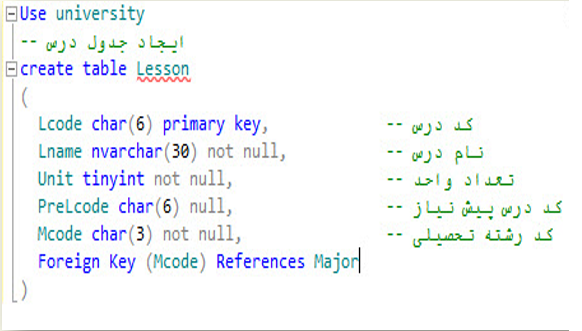 Use university
-- ایجاد جدول درس
create table Lesson
(
Lcode char(6) primary key, -- کد درس
Lname nvarchar(30) not null, -- نام درس
Unit tinyint not null, -- تعداد واحد
PreLcode char(6) null, -- کد درس پیش نیاز
Mcode char(3) not null, -- کد رشته تحصیلی
Foreign Key (Mcode) References Major
)